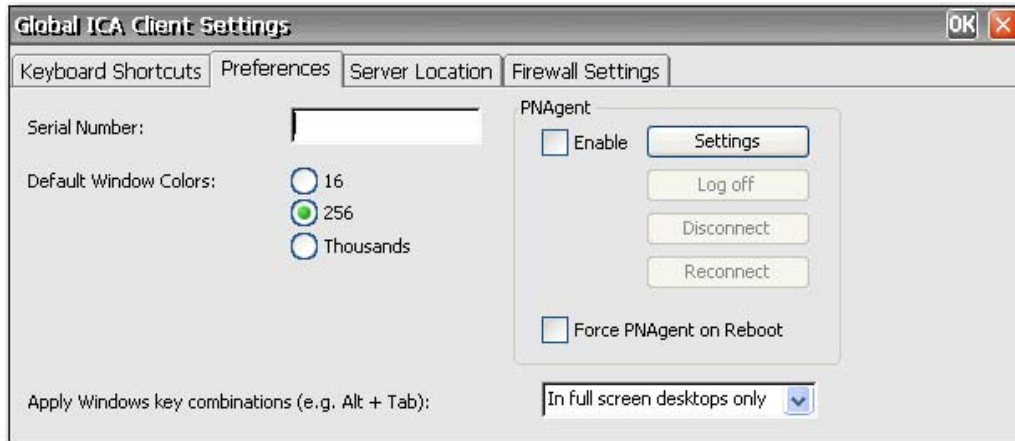 Global ICA Client Settings OK
Keyboard Shortcuts Preferences Server Location Firewall Settings
Serial Number:
Default Window Colors:
16
256
Thousands
PNAgent
Enable Settings
Log off
Disconnect
Reconnect
Force PNAgent on Reboot
Apply Windows key combinations (e.g. Alt + Tab): In full screen desktops only